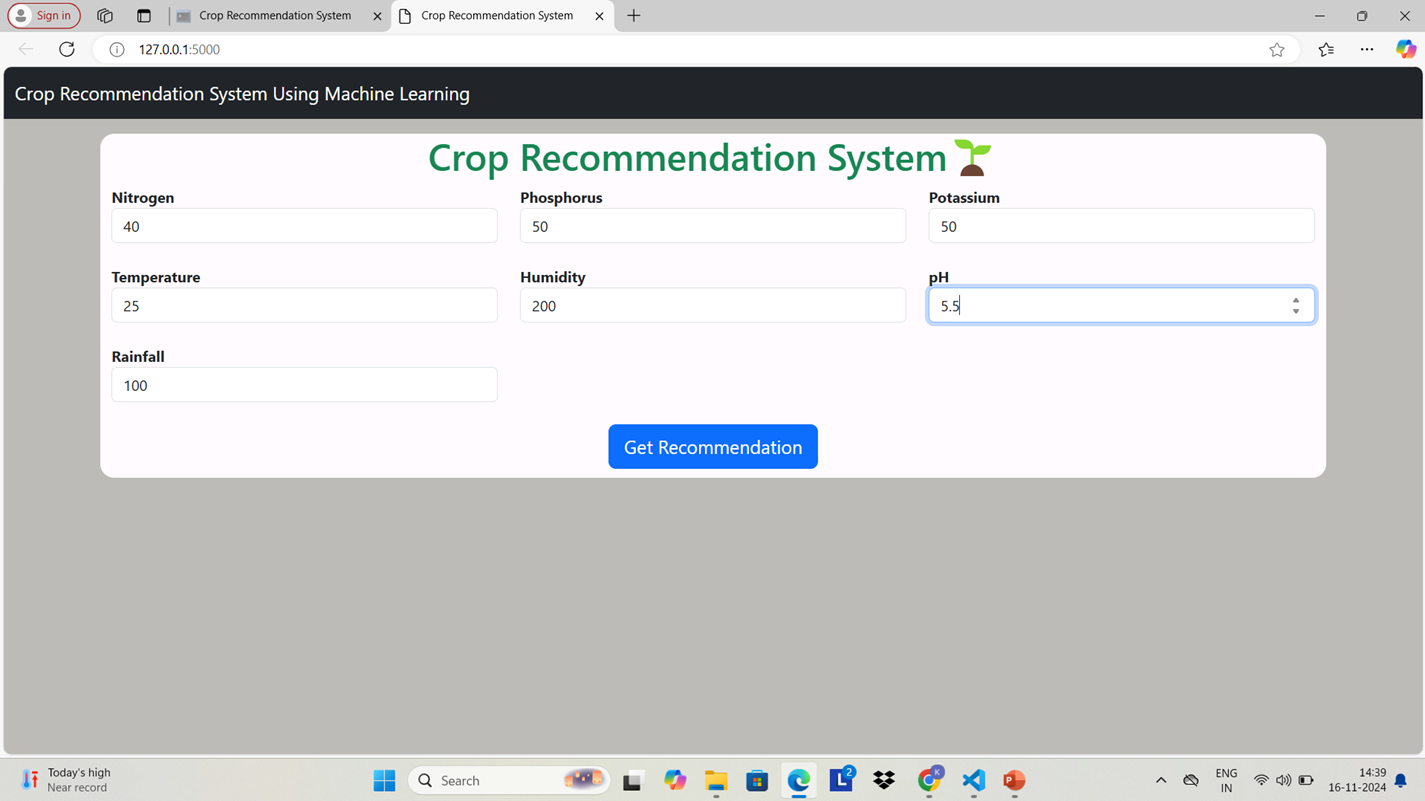 Sign in
Crop Recommendation System
Crop Recommendation System
127.0.0.1:5000
Crop Recommendation System Using Machine Learning
Crop Recommendation System
Nitrogen
Phosphorus
Potassium
40
50
50
Temperature
Humidity
pH
25
200
5.5
Rainfall
100
Get Recommendation
Today's high
Near record
Search
L
2
K
P
ENG
IN
14:39
16-11-2024